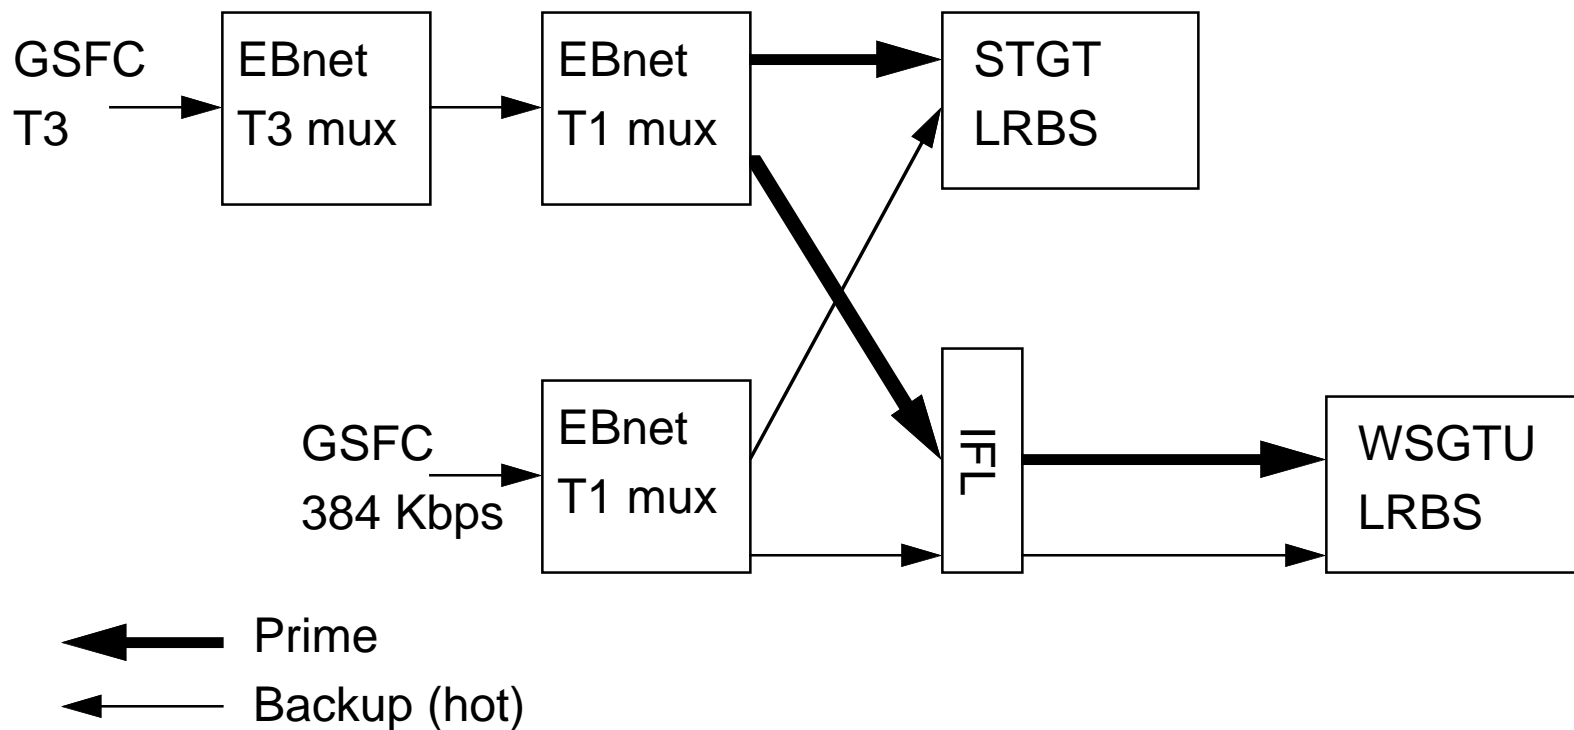 GSFC
T3
EBnet
T3 mux
EBnet
T1 mux
STGT
LRBS
GSFC
384 Kbps
EBnet
T1 mux
IFL
WSGTU
LRBS
Prime
Backup (hot)